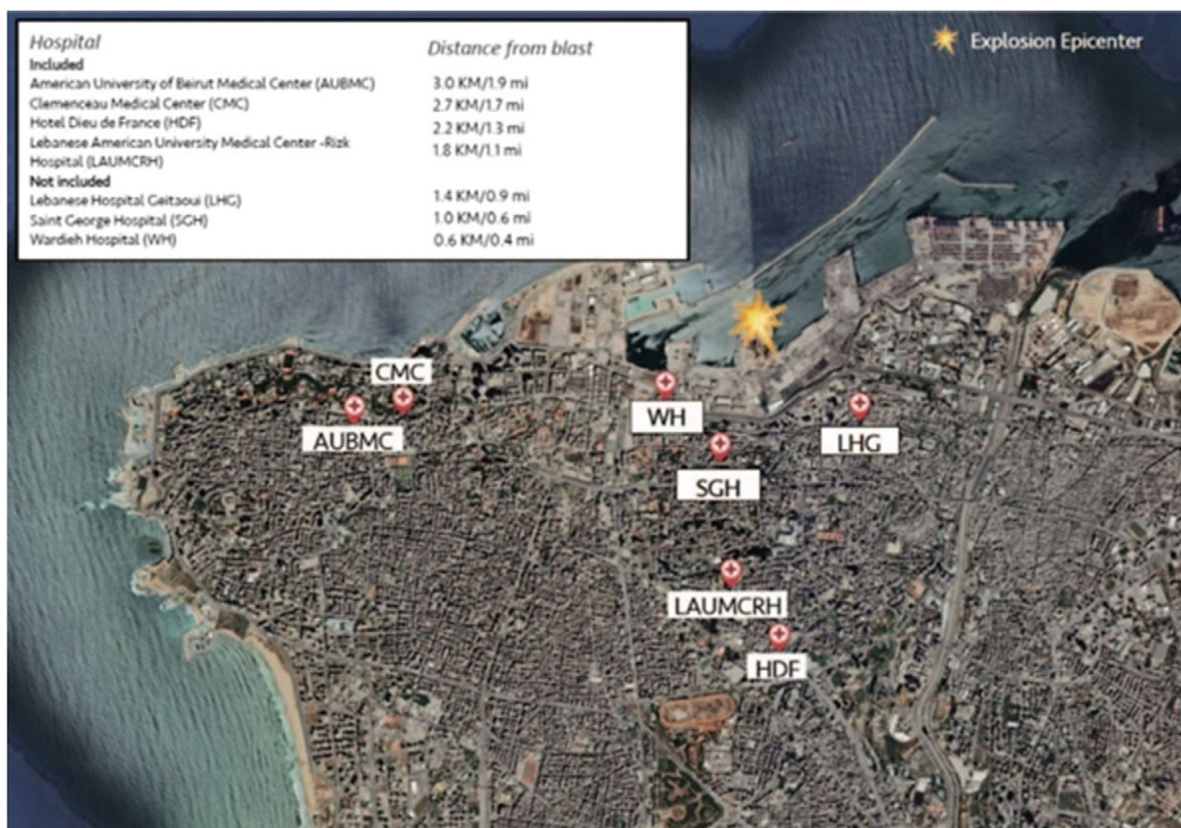 Hospital Distance from blast
Included
American University of Beirut Medical Center (AUBMC) 3.0 KM/1.9 mi
Clemenceau Medical Center (CMC) 2.7 KM/1.7 mi
Hotel Dieu de France (HDF) 2.2 KM/1.3 mi
Lebanese American University Medical Center -Rizk 1.8 KM/1.1 mi
Hospital (LAUMCRH)
Not included
Lebanese Hospital Geitaoui (LHG) 1.4 KM/0.9 mi
Saint George Hospital (SGH) 1.0 KM/0.6 mi
Wardieh Hospital (WH) 0.6 KM/0.4 mi
Explosion Epicenter
CMC
AUBMC
WH
LHG
SGH
LAUMCRH
HDF